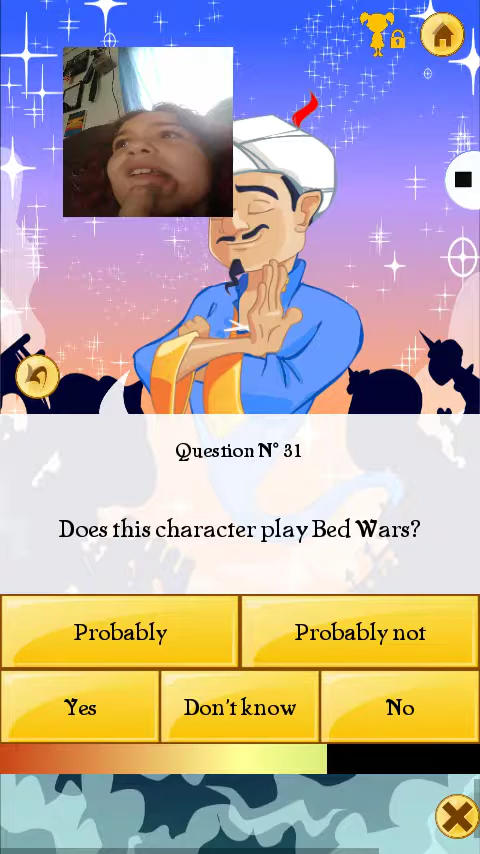 Question N° 31
Does this character play Bed Wars?
Probably
Probably not
Yes
Don't know
No